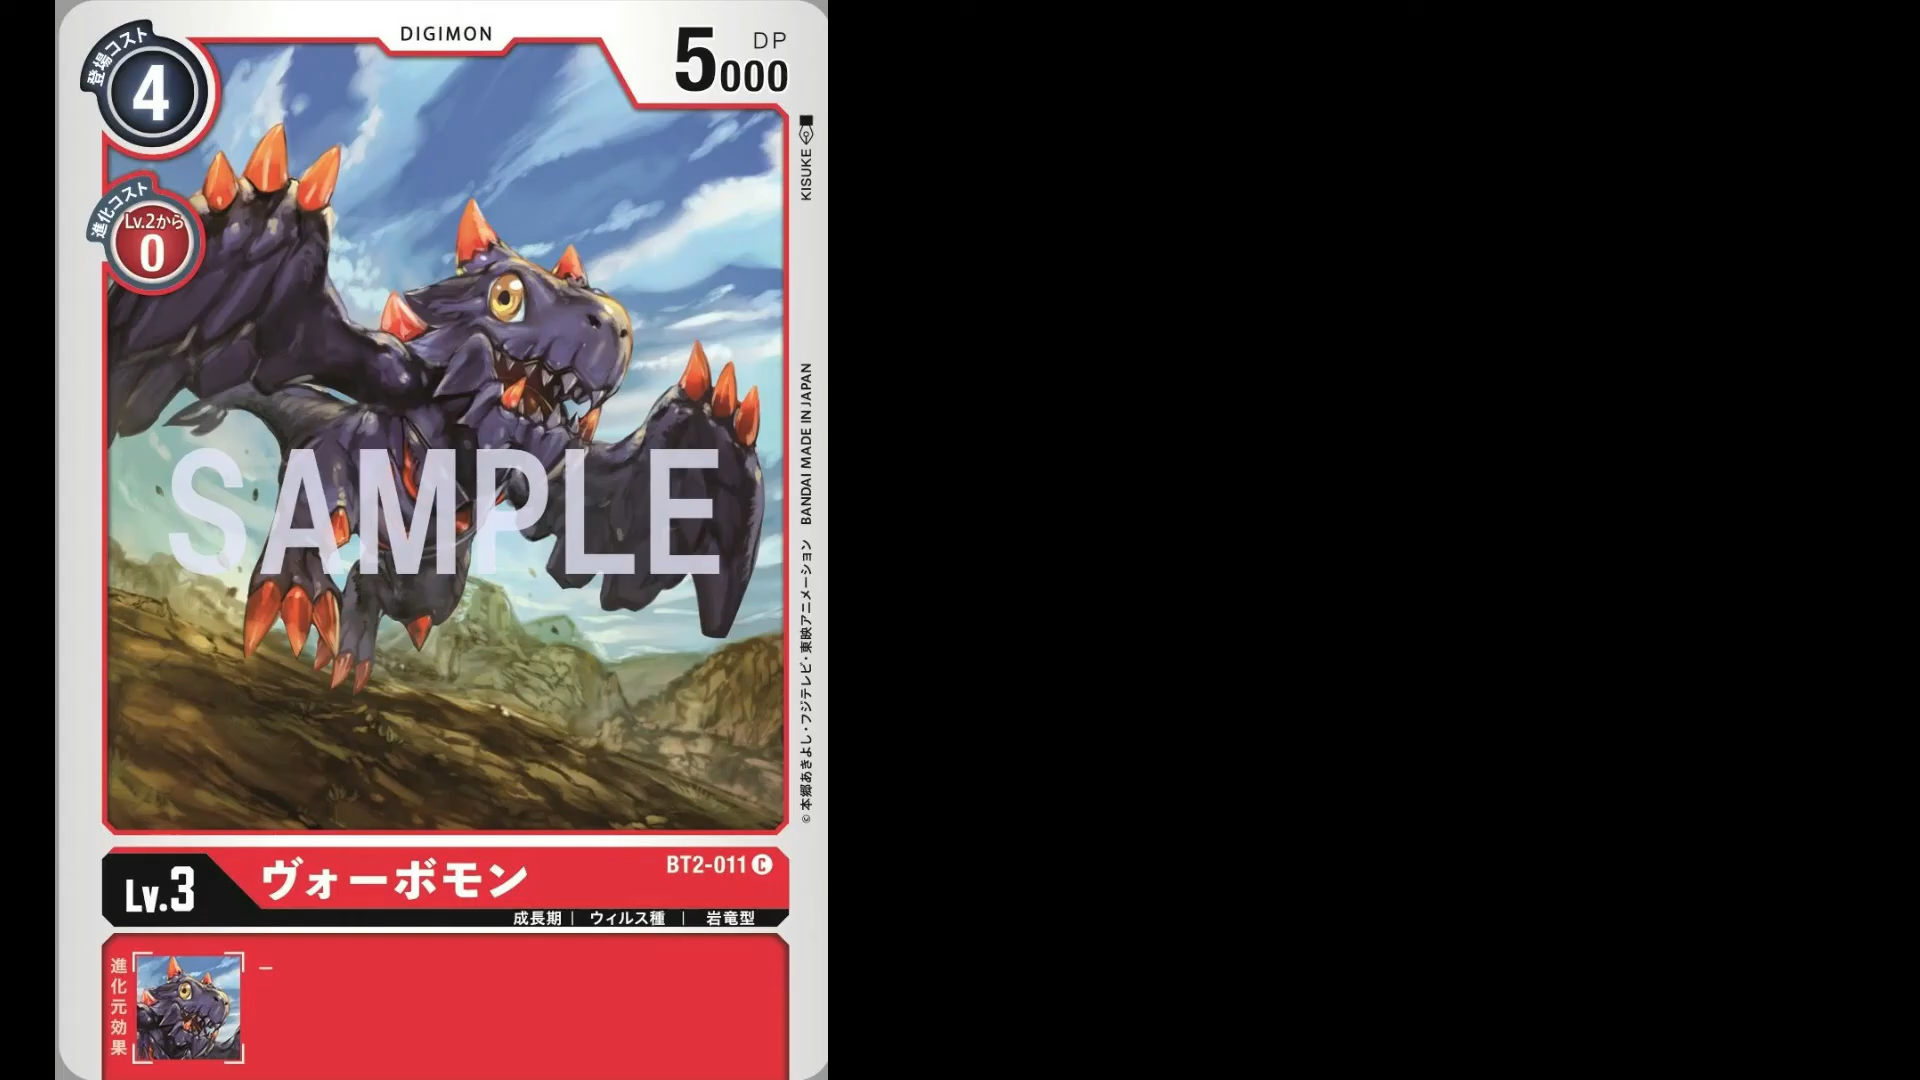 DIGIMON
登場コスト
4
5000
DP
進化コスト
Lv.2から
0
KISUKE
SAMPLE
©本郷あきよし・フジテレビ・東映アニメーション BANDAI MADE IN JAPAN
Lv.3
ヴォーボモン
BT2-011 C
成長期 | ウィルス種 | 岩竜型
進化元効果
—